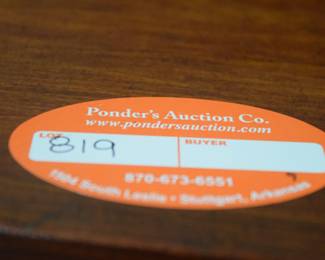 Ponder's Auction Co.
www.pondersauction.com
LOT BUYER
819
870-673-6551
1504 South Leslie • Stuttgart, Arkansas